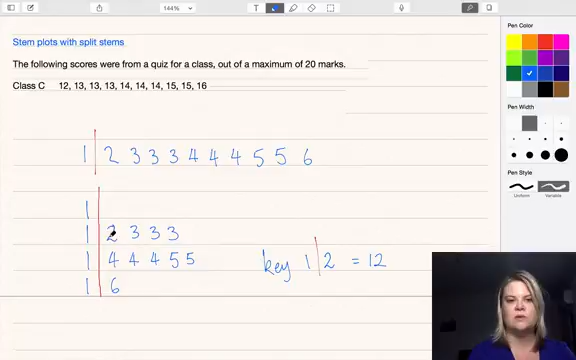 144%
Stem plots with split stems
The following scores were from a quiz for a class, out of a maximum of 20 marks.
Class C 12, 13, 13, 13, 14, 14, 14, 15, 15, 16
1 | 2 3 3 3 4 4 4 5 5 6
1 |
1 | 2 3 3 3
1 | 4 4 4 5 5
1 | 6
key 1 | 2 = 12
Pen Color
Pen Width
Pen Style
Uniform
Variable